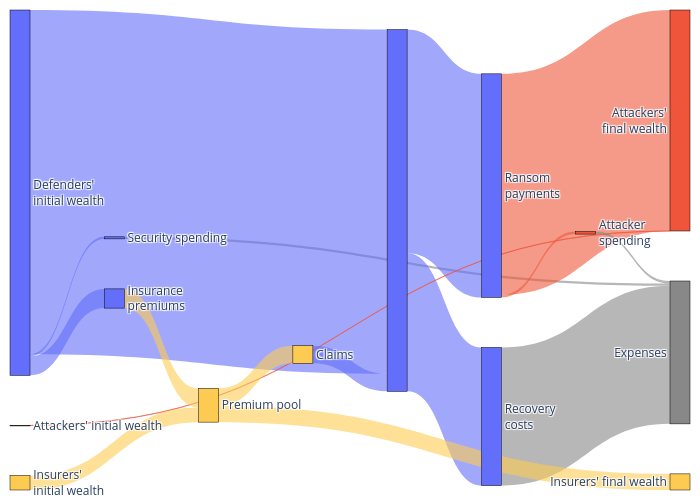 Attackers'
final wealth
Defenders'
initial wealth
Ransom
payments
Security spending
Attacker
spending
Insurance
premiums
Claims
Expenses
Premium pool
Recovery
costs
Attackers' initial wealth
Insurers'
initial wealth
Insurers' final wealth